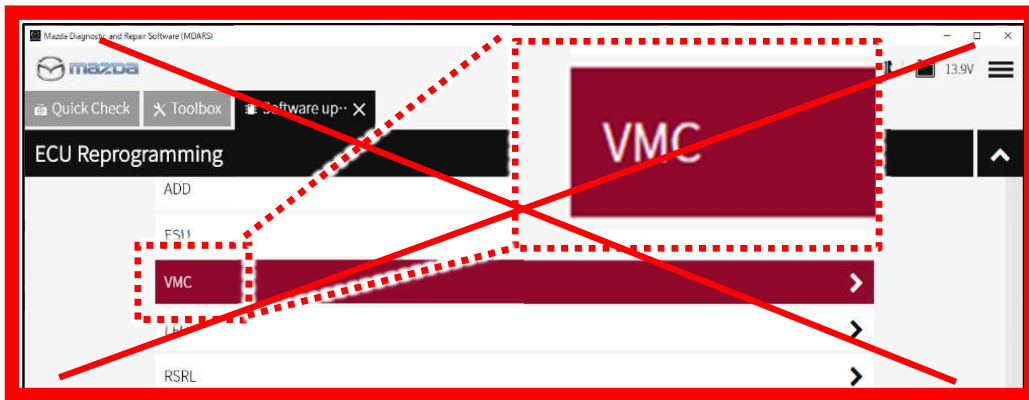 Mazda Diagnostic and Repair Software (MDARS)
mazda
13.9V
Quick Check
Toolbox
Software up··
ECU Reprogramming
VMC
ADD
ESU
VMC
RSRL